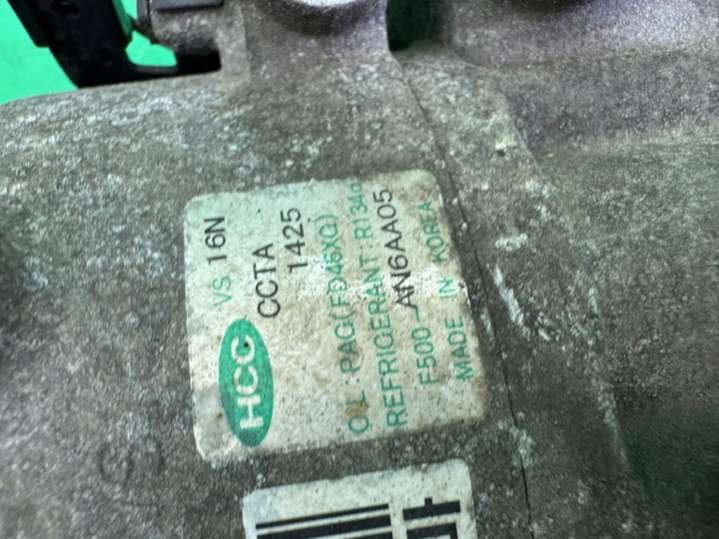 HCC VS 16N
CCTA
1425
OIL : PAG(FD46XG)
REFRIGERANT : R134a
F500 AN6AA05
MADE IN KOREA